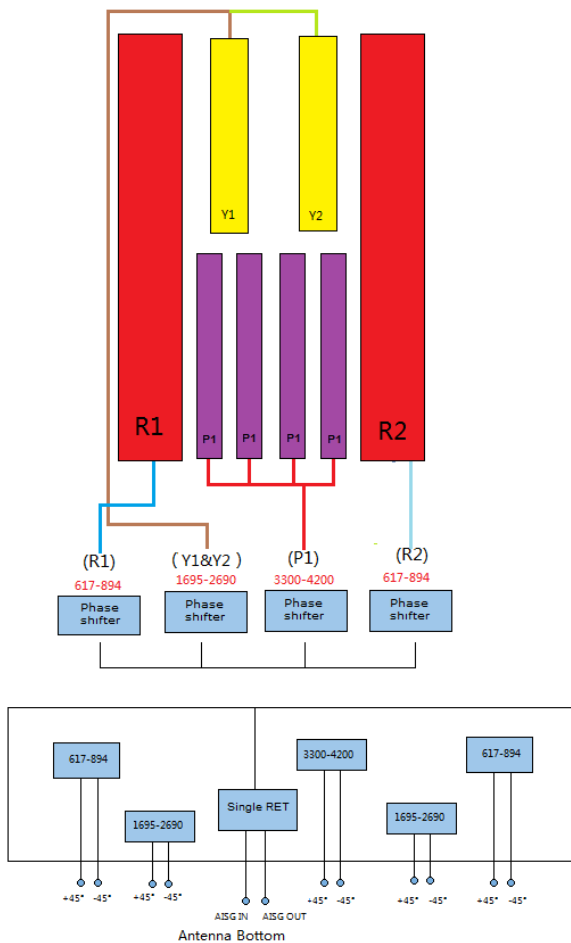 Y1
Y2
R1
P1
P1
P1
P1
R2
(R1)
( Y1&Y2 )
(P1)
(R2)
617-894
1695-2690
3300-4200
617-894
Phase
shifter
Phase
shifter
Phase
shifter
Phase
shifter
617-894
3300-4200
617-894
Single RET
1695-2690
1695-2690
+45°
-45°
+45°
-45°
+45°
-45°
+45°
-45°
+45°
-45°
AISG IN
AISG OUT
Antenna Bottom